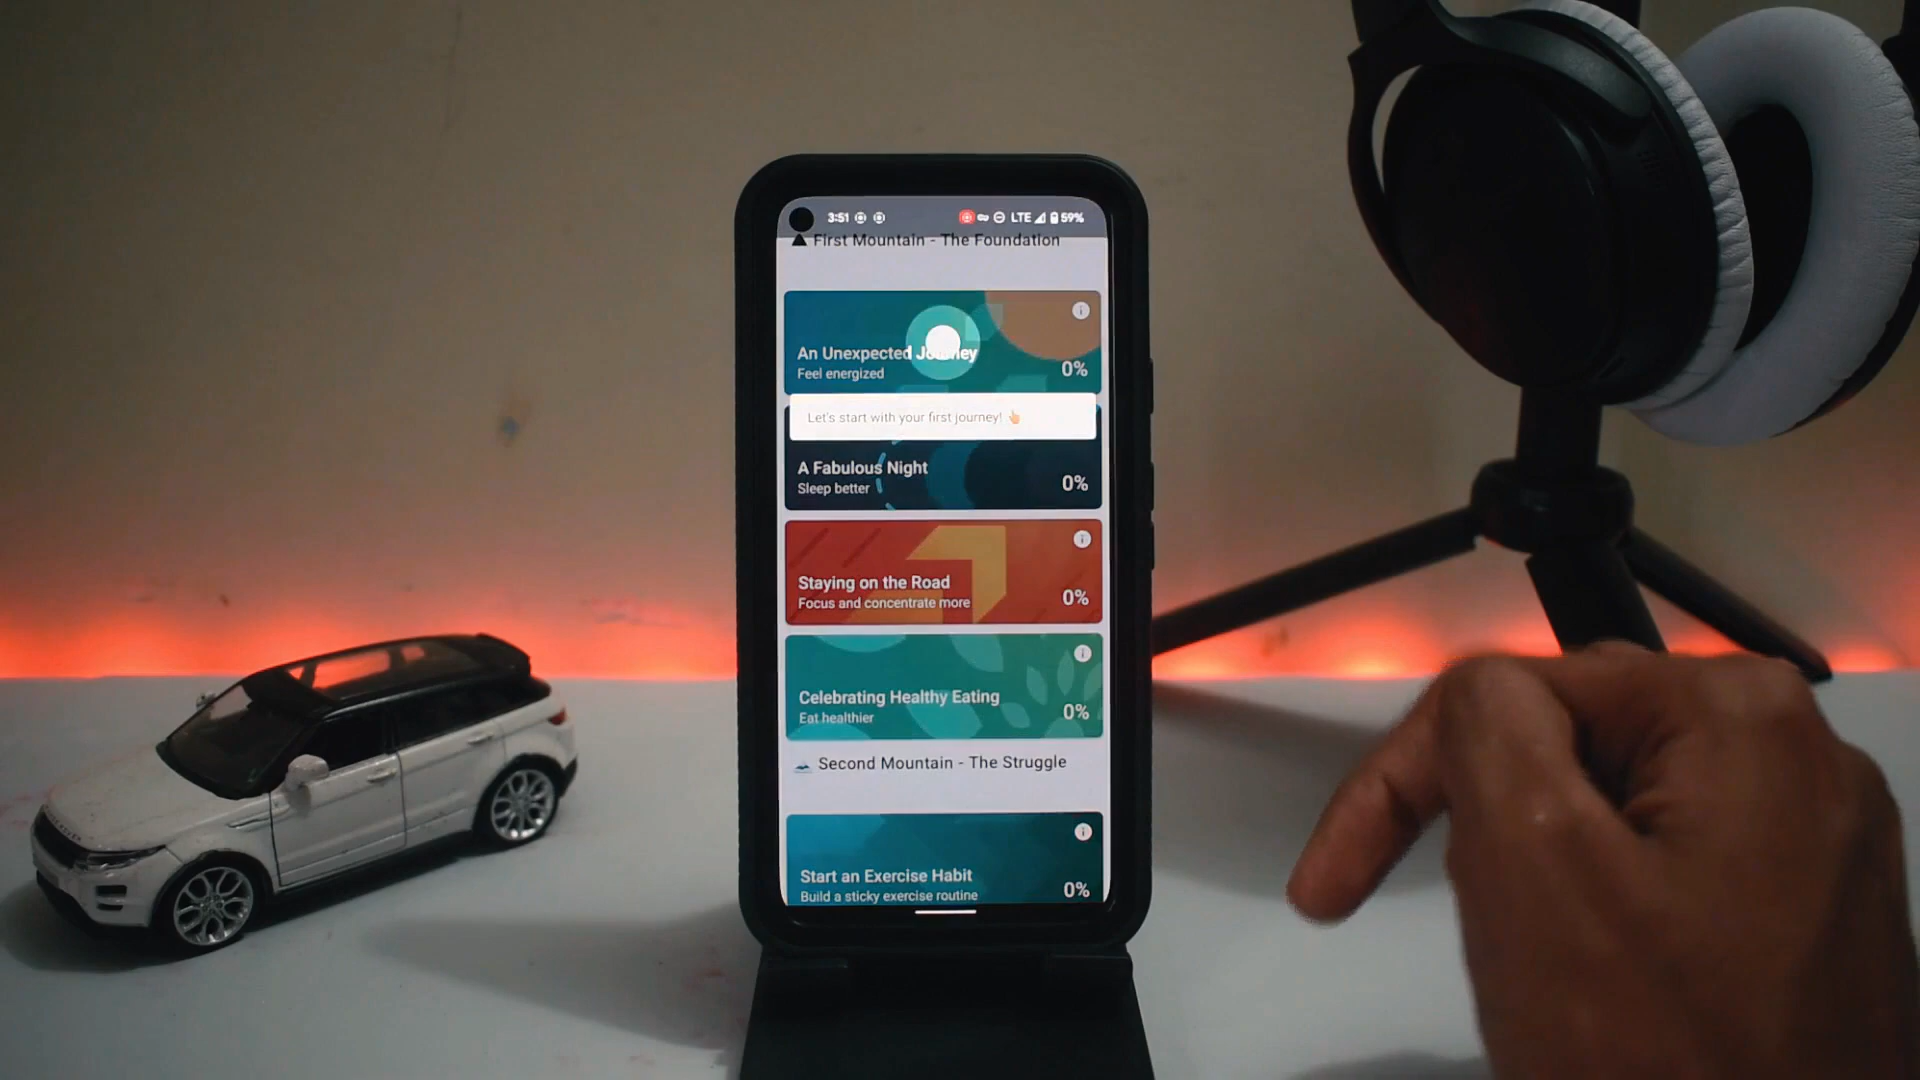 3:51 LTE 59%
First Mountain - The Foundation
An Unexpected Journey
Feel energized
0%
Let's start with your first journey!
A Fabulous Night
Sleep better
0%
Staying on the Road
Focus and concentrate more
0%
Celebrating Healthy Eating
Eat healthier
0%
Second Mountain - The Struggle
Start an Exercise Habit
Build a sticky exercise routine
0%